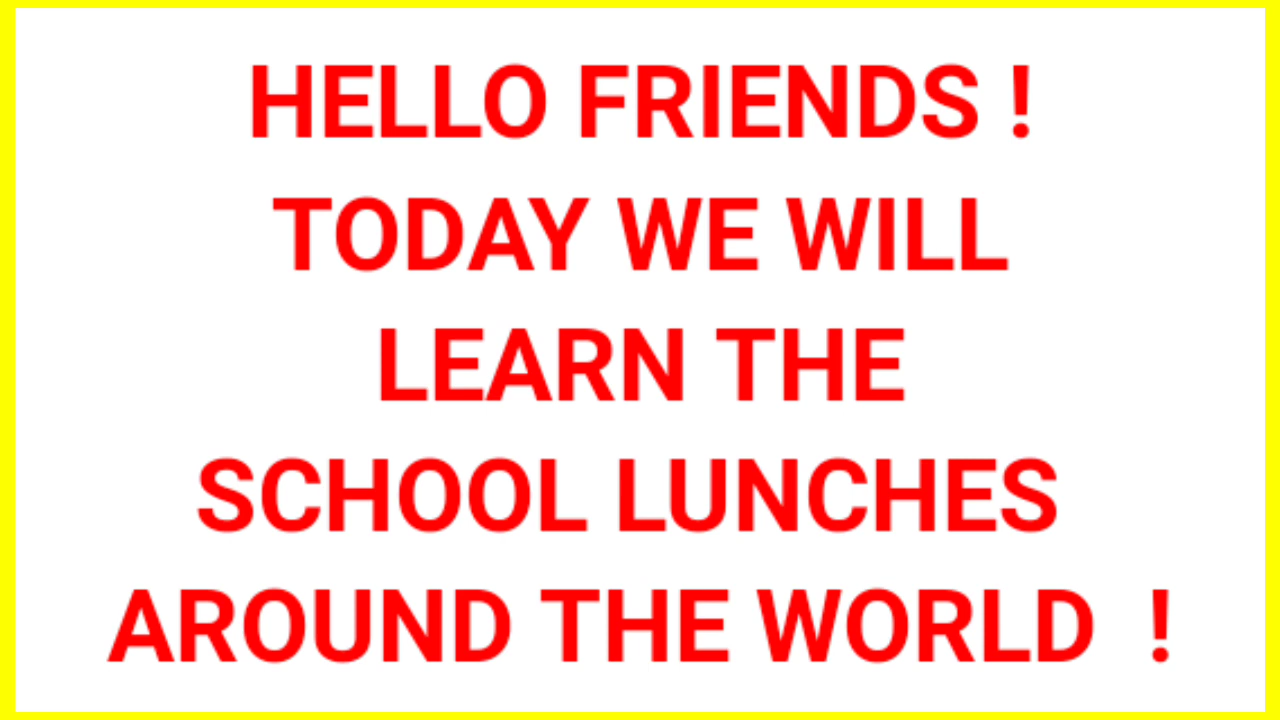 HELLO FRIENDS !
TODAY WE WILL
LEARN THE
SCHOOL LUNCHES
AROUND THE WORLD  !